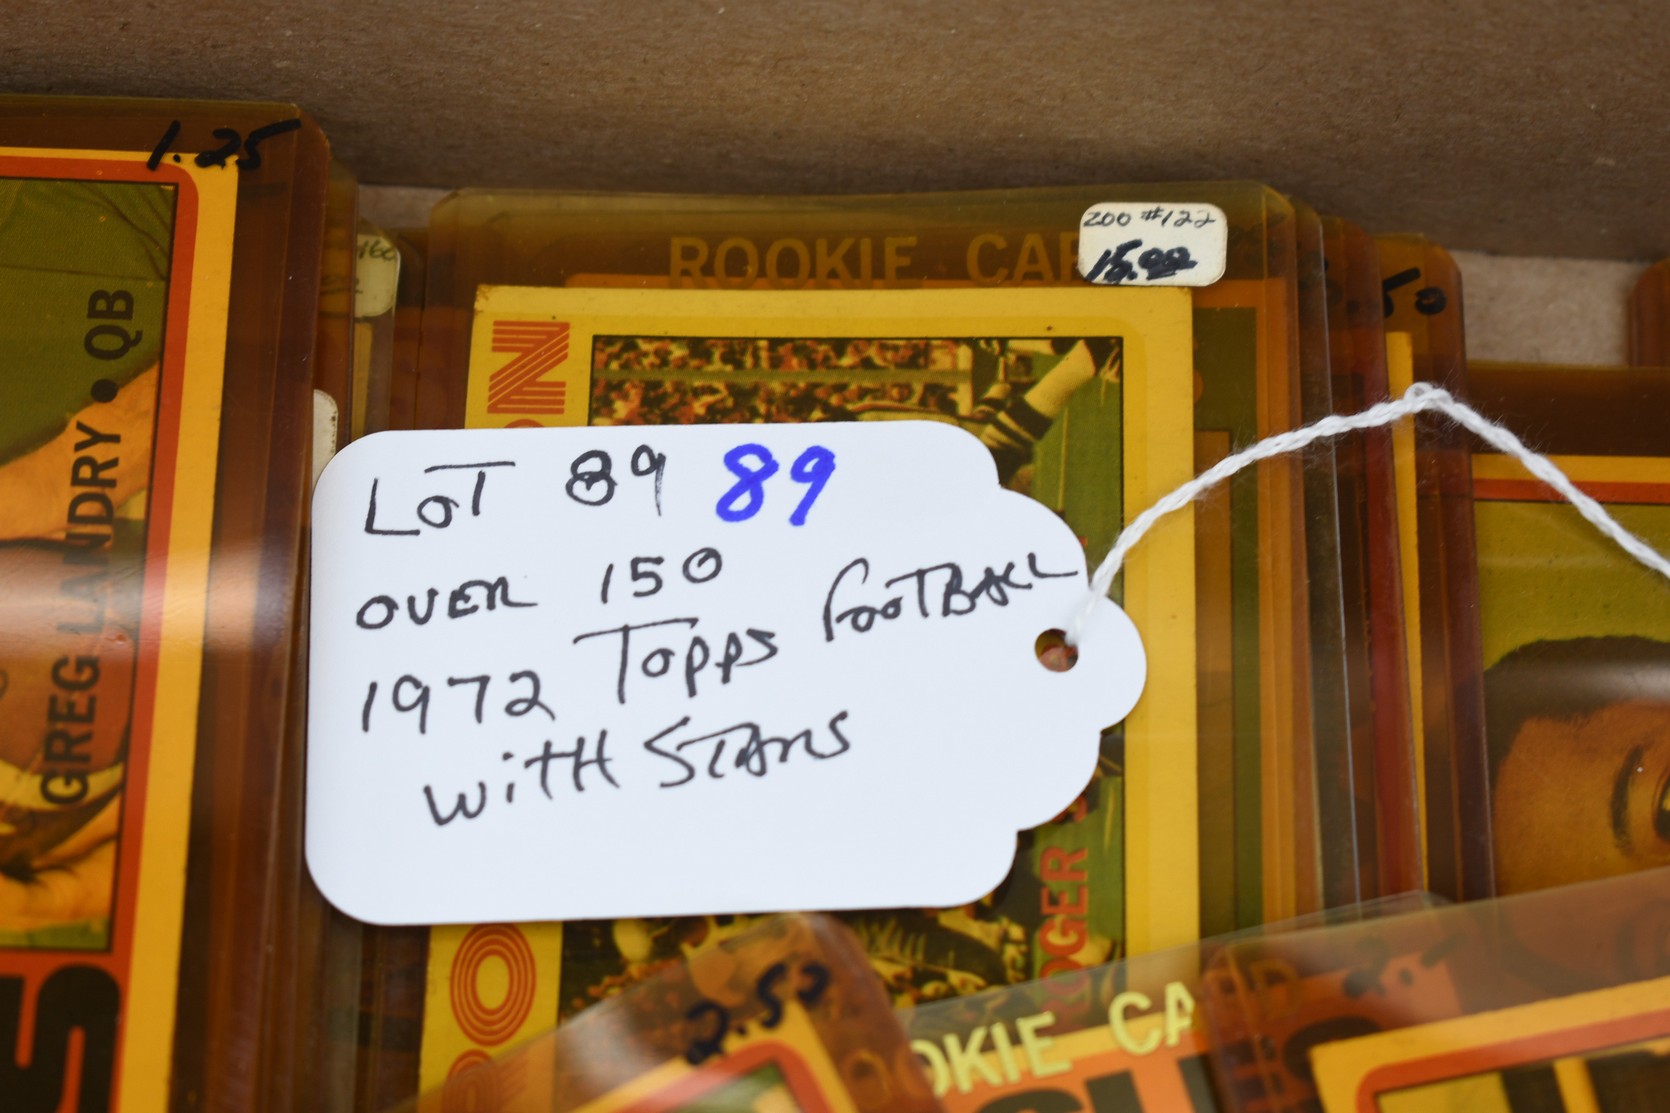 1.25
GREG LANDRY • QB
S
ROOKIE CAR
200 #122
15.00
50
N
LOT 89 89
OVER 150
1972 Topps FOOTBALL
WITH STARS
O
ROGER S
2.50
OKIE CA